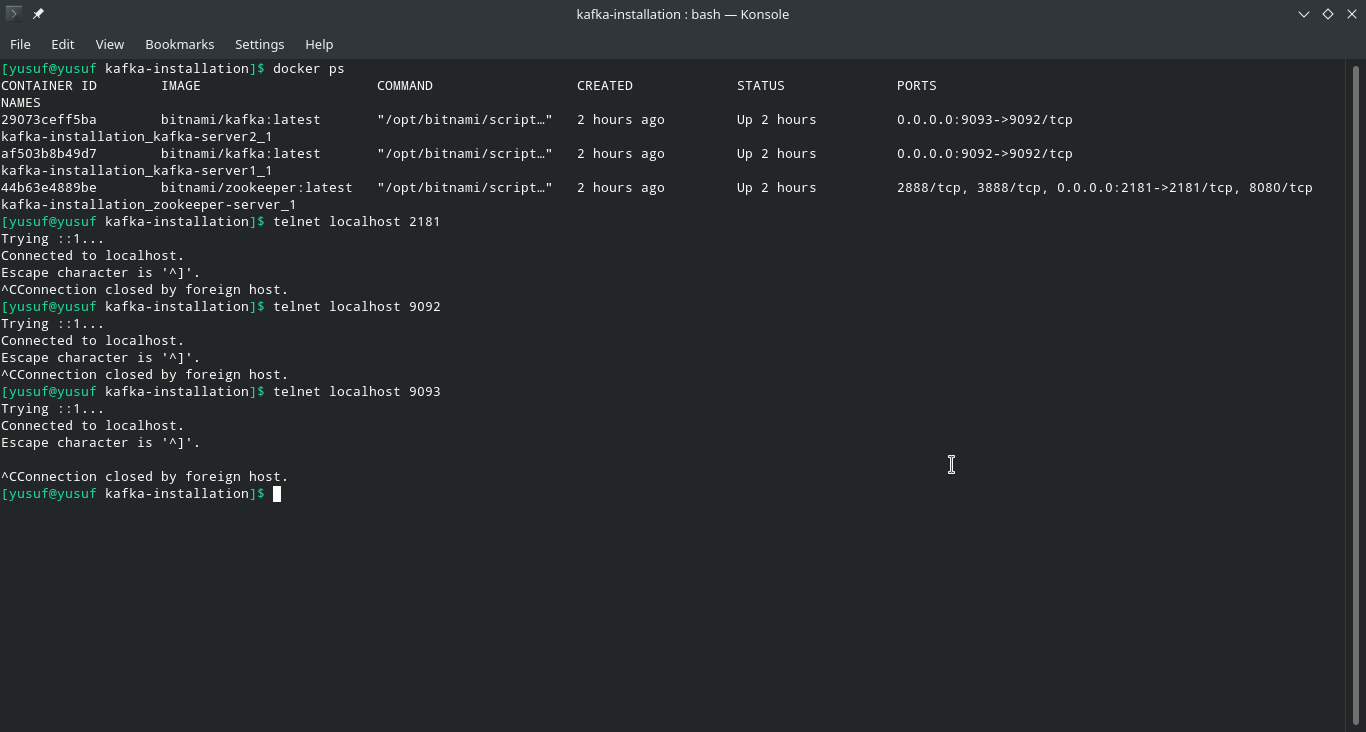 kafka-installation : bash — Konsole
File Edit View Bookmarks Settings Help
[yusuf@yusuf kafka-installation]$ docker ps
CONTAINER ID        IMAGE                      COMMAND                  CREATED             STATUS              PORTS
NAMES
29073ceff5ba        bitnami/kafka:latest       "/opt/bitnami/script…"   2 hours ago         Up 2 hours          0.0.0.0:9093->9092/tcp
kafka-installation_kafka-server2_1
af503b8b49d7        bitnami/kafka:latest       "/opt/bitnami/script…"   2 hours ago         Up 2 hours          0.0.0.0:9092->9092/tcp
kafka-installation_kafka-server1_1
44b63e4889be        bitnami/zookeeper:latest   "/opt/bitnami/script…"   2 hours ago         Up 2 hours          2888/tcp, 3888/tcp, 0.0.0.0:2181->2181/tcp, 8080/tcp
kafka-installation_zookeeper-server_1
[yusuf@yusuf kafka-installation]$ telnet localhost 2181
Trying ::1...
Connected to localhost.
Escape character is '^]'.
^CConnection closed by foreign host.
[yusuf@yusuf kafka-installation]$ telnet localhost 9092
Trying ::1...
Connected to localhost.
Escape character is '^]'.
^CConnection closed by foreign host.
[yusuf@yusuf kafka-installation]$ telnet localhost 9093
Trying ::1...
Connected to localhost.
Escape character is '^]'.
^CConnection closed by foreign host.
[yusuf@yusuf kafka-installation]$